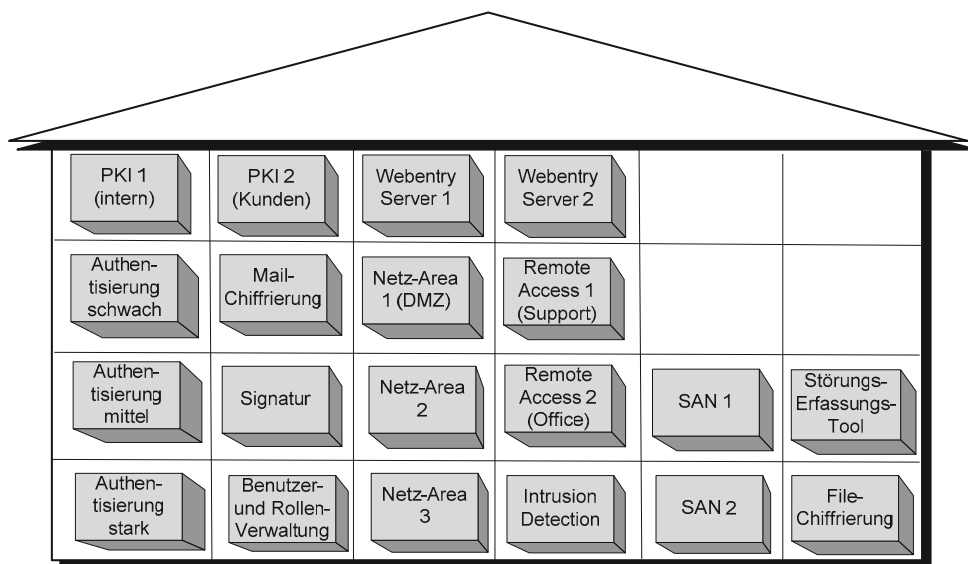 PKI 1
(intern)
PKI 2
(Kunden)
Webentry
Server 1
Webentry
Server 2
Authen-
tisierung
schwach
Mail-
Chiffrierung
Netz-Area
1 (DMZ)
Remote
Access 1
(Support)
Authen-
tisierung
mittel
Signatur
Netz-Area
2
Remote
Access 2
(Office)
SAN 1
Störungs-
Erfassungs-
Tool
Authen-
tisierung
stark
Benutzer-
und Rollen-
Verwaltung
Netz-Area
3
Intrusion
Detection
SAN 2
File-
Chiffrierung